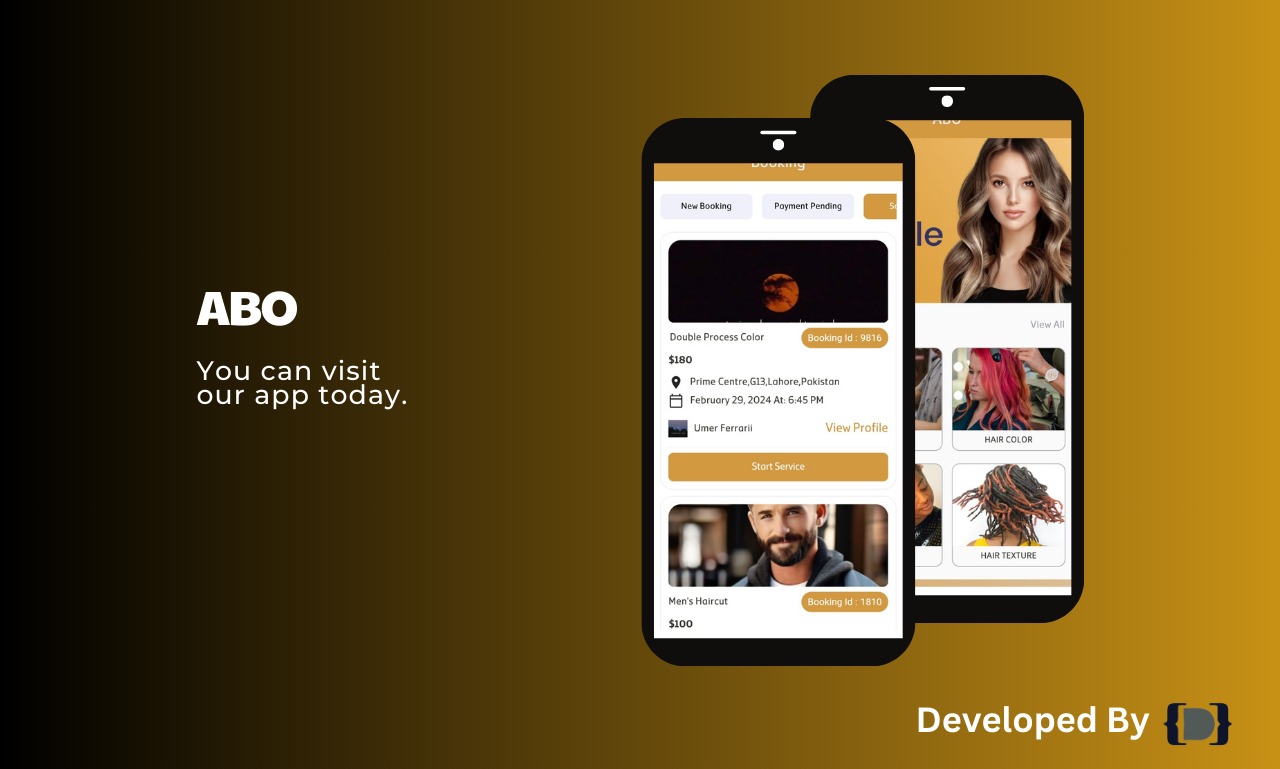 ABO
You can visit
our app today.
Booking
New Booking
Payment Pending
Double Process Color
Booking Id : 9816
$180
Prime Centre,G13,Lahore,Pakistan
February 29, 2024 At: 6:45 PM
Umer Ferrarii
View Profile
Start Service
Men's Haircut
Booking Id : 1810
$100
ABO
le
View All
HAIR COLOR
HAIR TEXTURE
Developed By
{D}